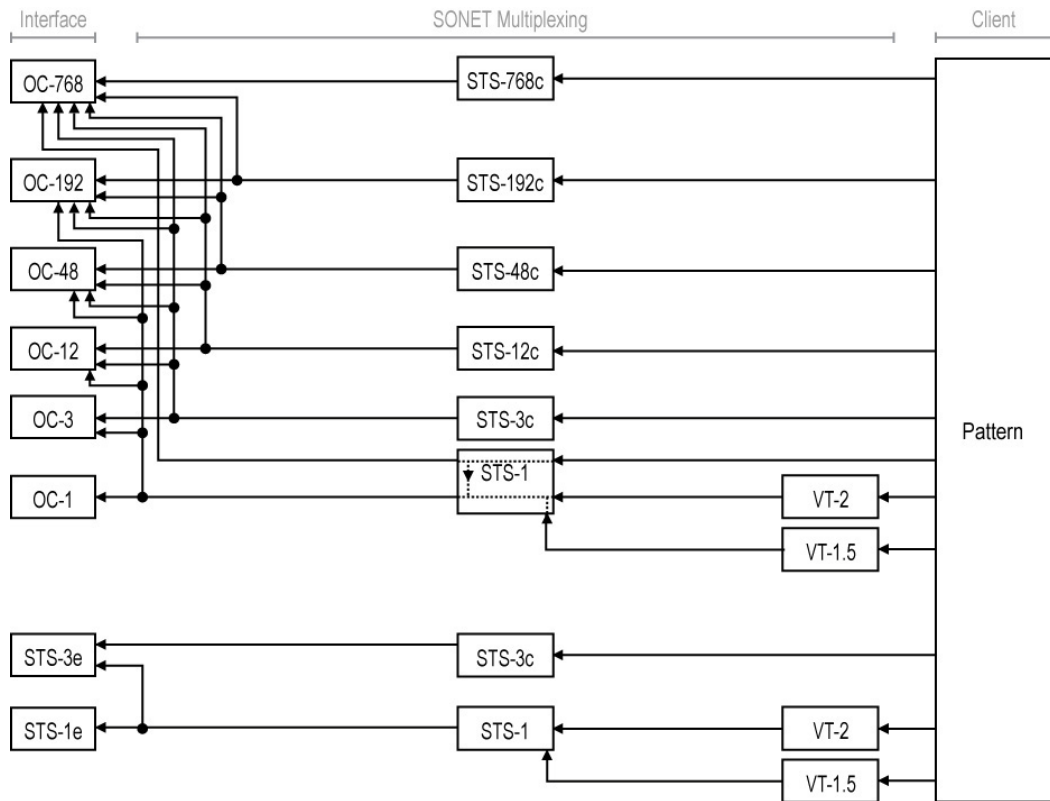 Interface SONET Multiplexing Client
OC-768 STS-768c
OC-192 STS-192c
OC-48 STS-48c
OC-12 STS-12c
OC-3 STS-3c
Pattern
STS-1
OC-1 VT-2
VT-1.5
STS-3e STS-3c
STS-1e STS-1 VT-2
VT-1.5